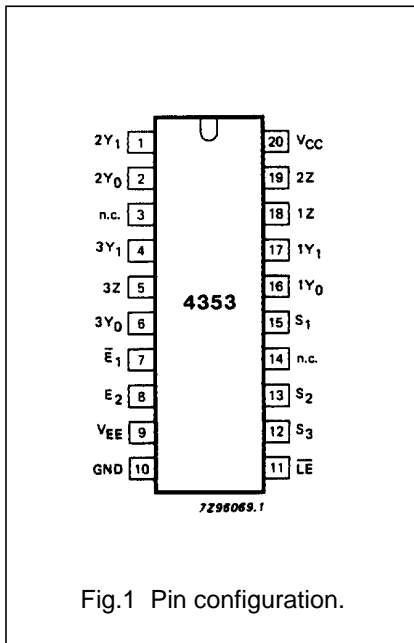 2Y1 1
2Y0 2
n.c. 3
3Y1 4
3Z 5
3Y0 6
E̅1 7
E2 8
VEE 9
GND 10
4353
20 VCC
19 2Z
18 1Z
17 1Y1
16 1Y0
15 S1
14 n.c.
13 S2
12 S3
11 L̅E̅
7Z96069.1
Fig.1 Pin configuration.